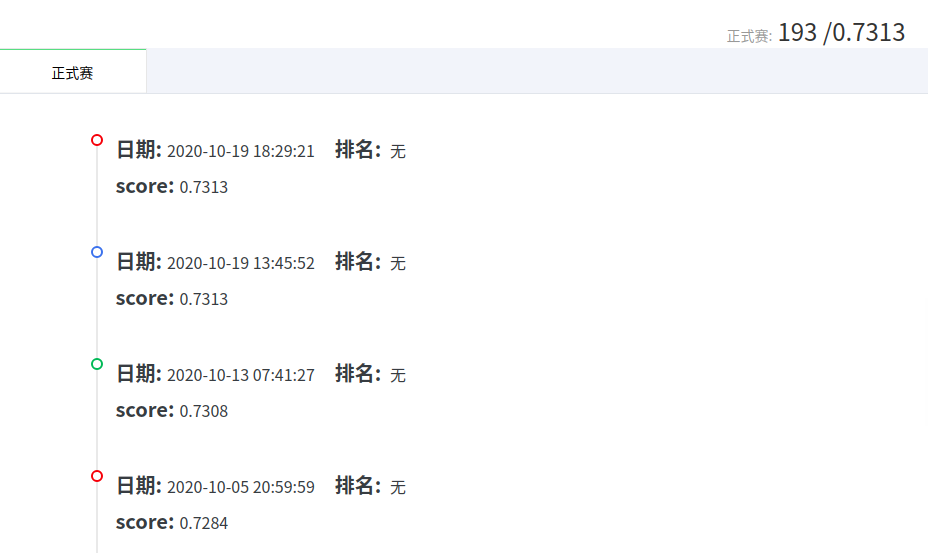 正式赛: 193 /0.7313
正式赛
日期: 2020-10-19 18:29:21 排名: 无
score: 0.7313
日期: 2020-10-19 13:45:52 排名: 无
score: 0.7313
日期: 2020-10-13 07:41:27 排名: 无
score: 0.7308
日期: 2020-10-05 20:59:59 排名: 无
score: 0.7284